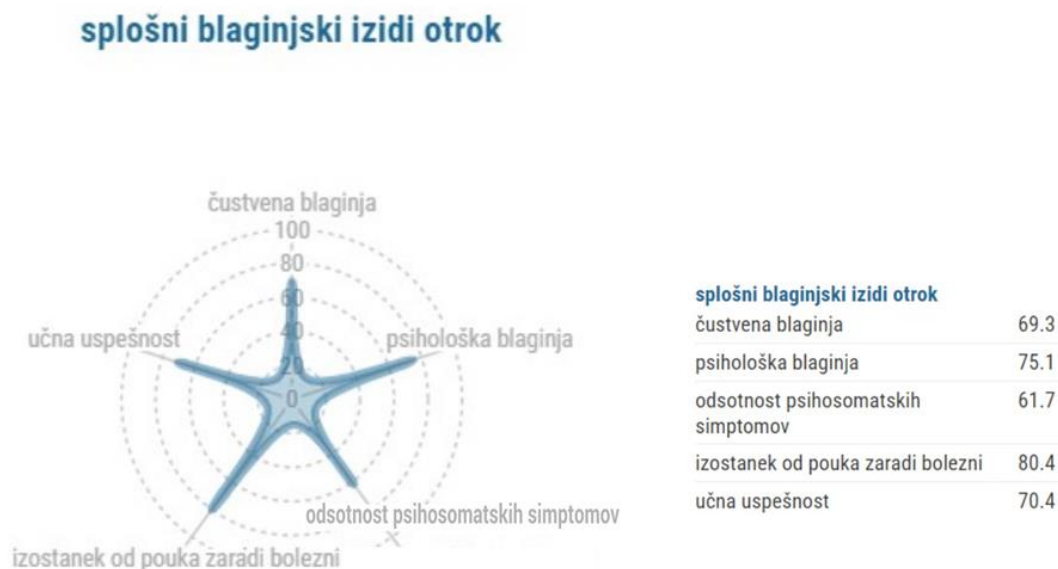 splošni blaginjski izidi otrok
čustvena blaginja
100
80
60
40
20
0
učna uspešnost
psihološka blaginja
odsotnost psihosomatskih simptomov
izostanek od pouka zaradi bolezni
splošni blaginjski izidi otrok
čustvena blaginja 69.3
psihološka blaginja 75.1
odsotnost psihosomatskih 61.7
simptomov
izostanek od pouka zaradi bolezni 80.4
učna uspešnost 70.4